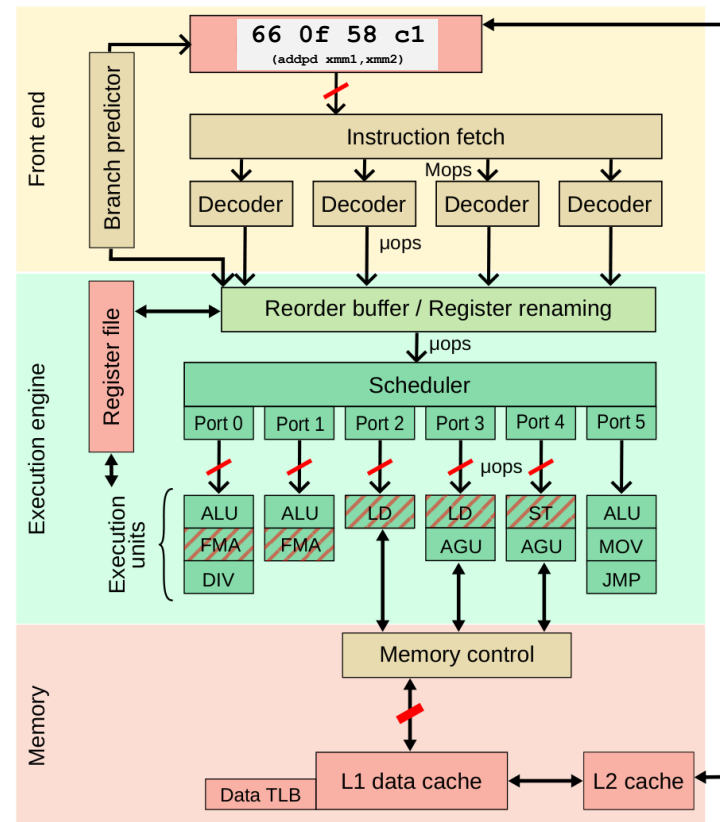 66 0f 58 c1
(addpd xmm1,xmm2)
Front end
Branch predictor
Instruction fetch
Mops
Decoder
Decoder
Decoder
Decoder
μops
Execution engine
Register file
Reorder buffer / Register renaming
μops
Scheduler
Port 0
Port 1
Port 2
Port 3
Port 4
Port 5
μops
Execution
units
ALU
ALU
LD
LD
ST
ALU
FMA
FMA
AGU
AGU
MOV
DIV
JMP
Memory
Memory control
L1 data cache
L2 cache
Data TLB